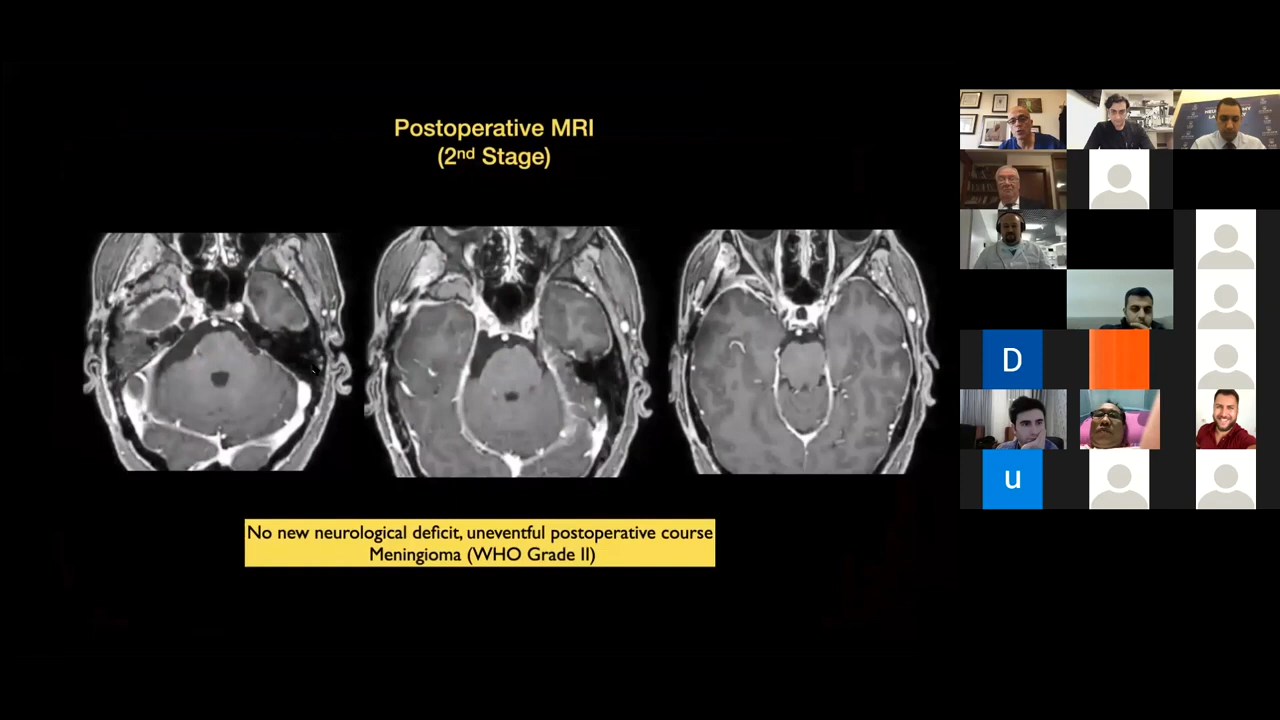 Postoperative MRI
(2nd Stage)
No new neurological deficit, uneventful postoperative course
Meningioma (WHO Grade II)
D
u